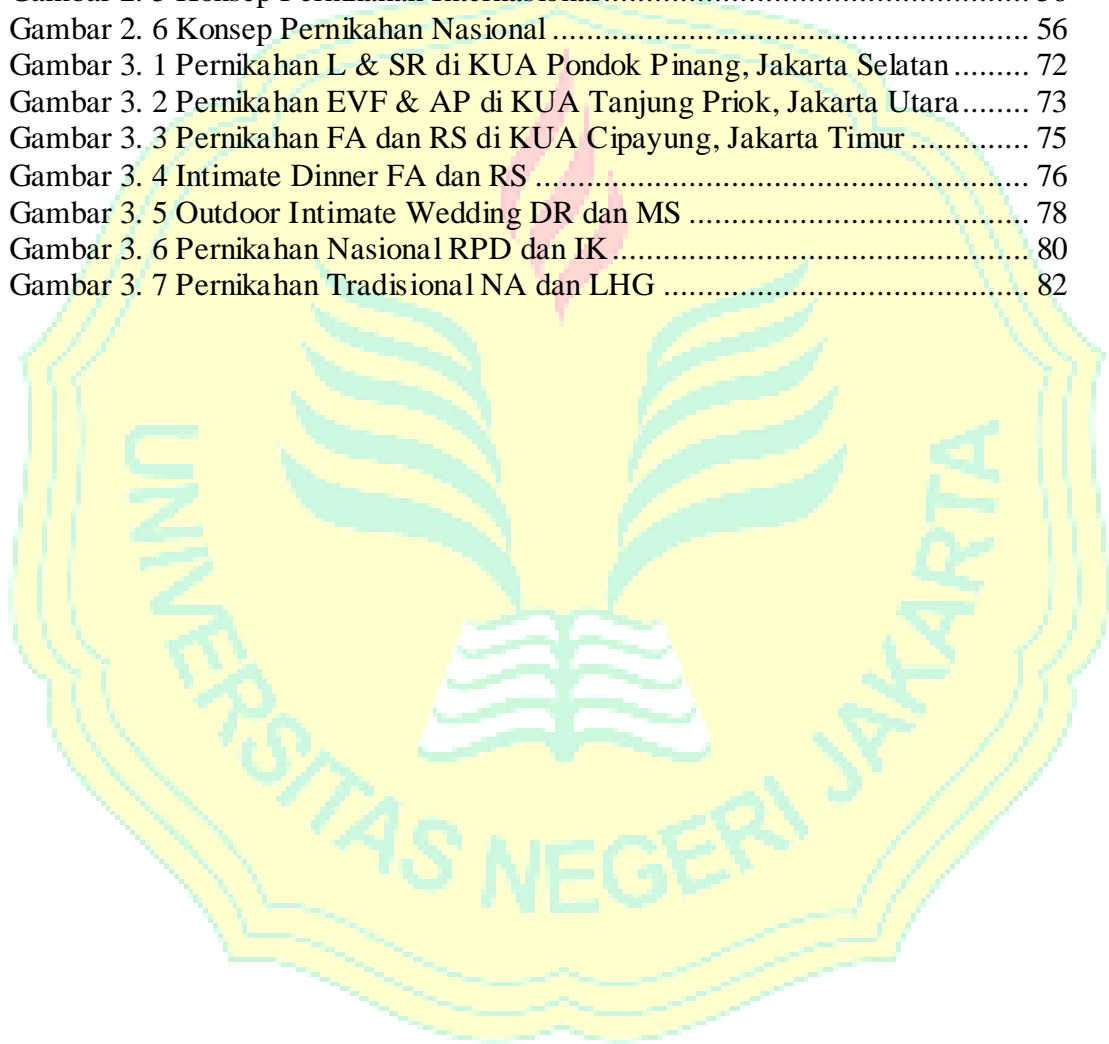 Gambar 2. 6 Konsep Pernikahan Nasional ........................................................ 56
Gambar 3. 1 Pernikahan L & SR di KUA Pondok Pinang, Jakarta Selatan ......... 72
Gambar 3. 2 Pernikahan EVF & AP di KUA Tanjung Priok, Jakarta Utara ........ 73
Gambar 3. 3 Pernikahan FA dan RS di KUA Cipayung, Jakarta Timur .............. 75
Gambar 3. 4 Intimate Dinner FA dan RS .......................................................... 76
Gambar 3. 5 Outdoor Intimate Wedding DR dan MS ........................................ 78
Gambar 3. 6 Pernikahan Nasional RPD dan IK ................................................. 80
Gambar 3. 7 Pernikahan Tradisional NA dan LHG ........................................... 82
UNIVERSITAS NEGERI JAKARTA